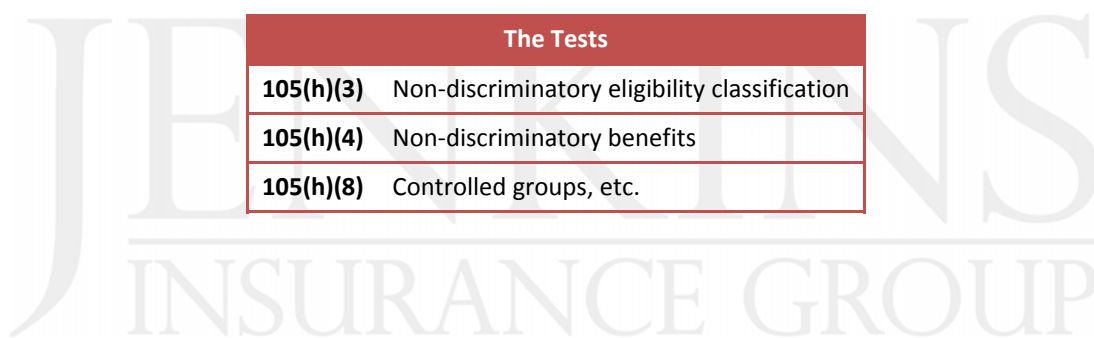 The Tests
105(h)(3) Non-discriminatory eligibility classification
105(h)(4) Non-discriminatory benefits
105(h)(8) Controlled groups, etc.
JENKINS
INSURANCE GROUP